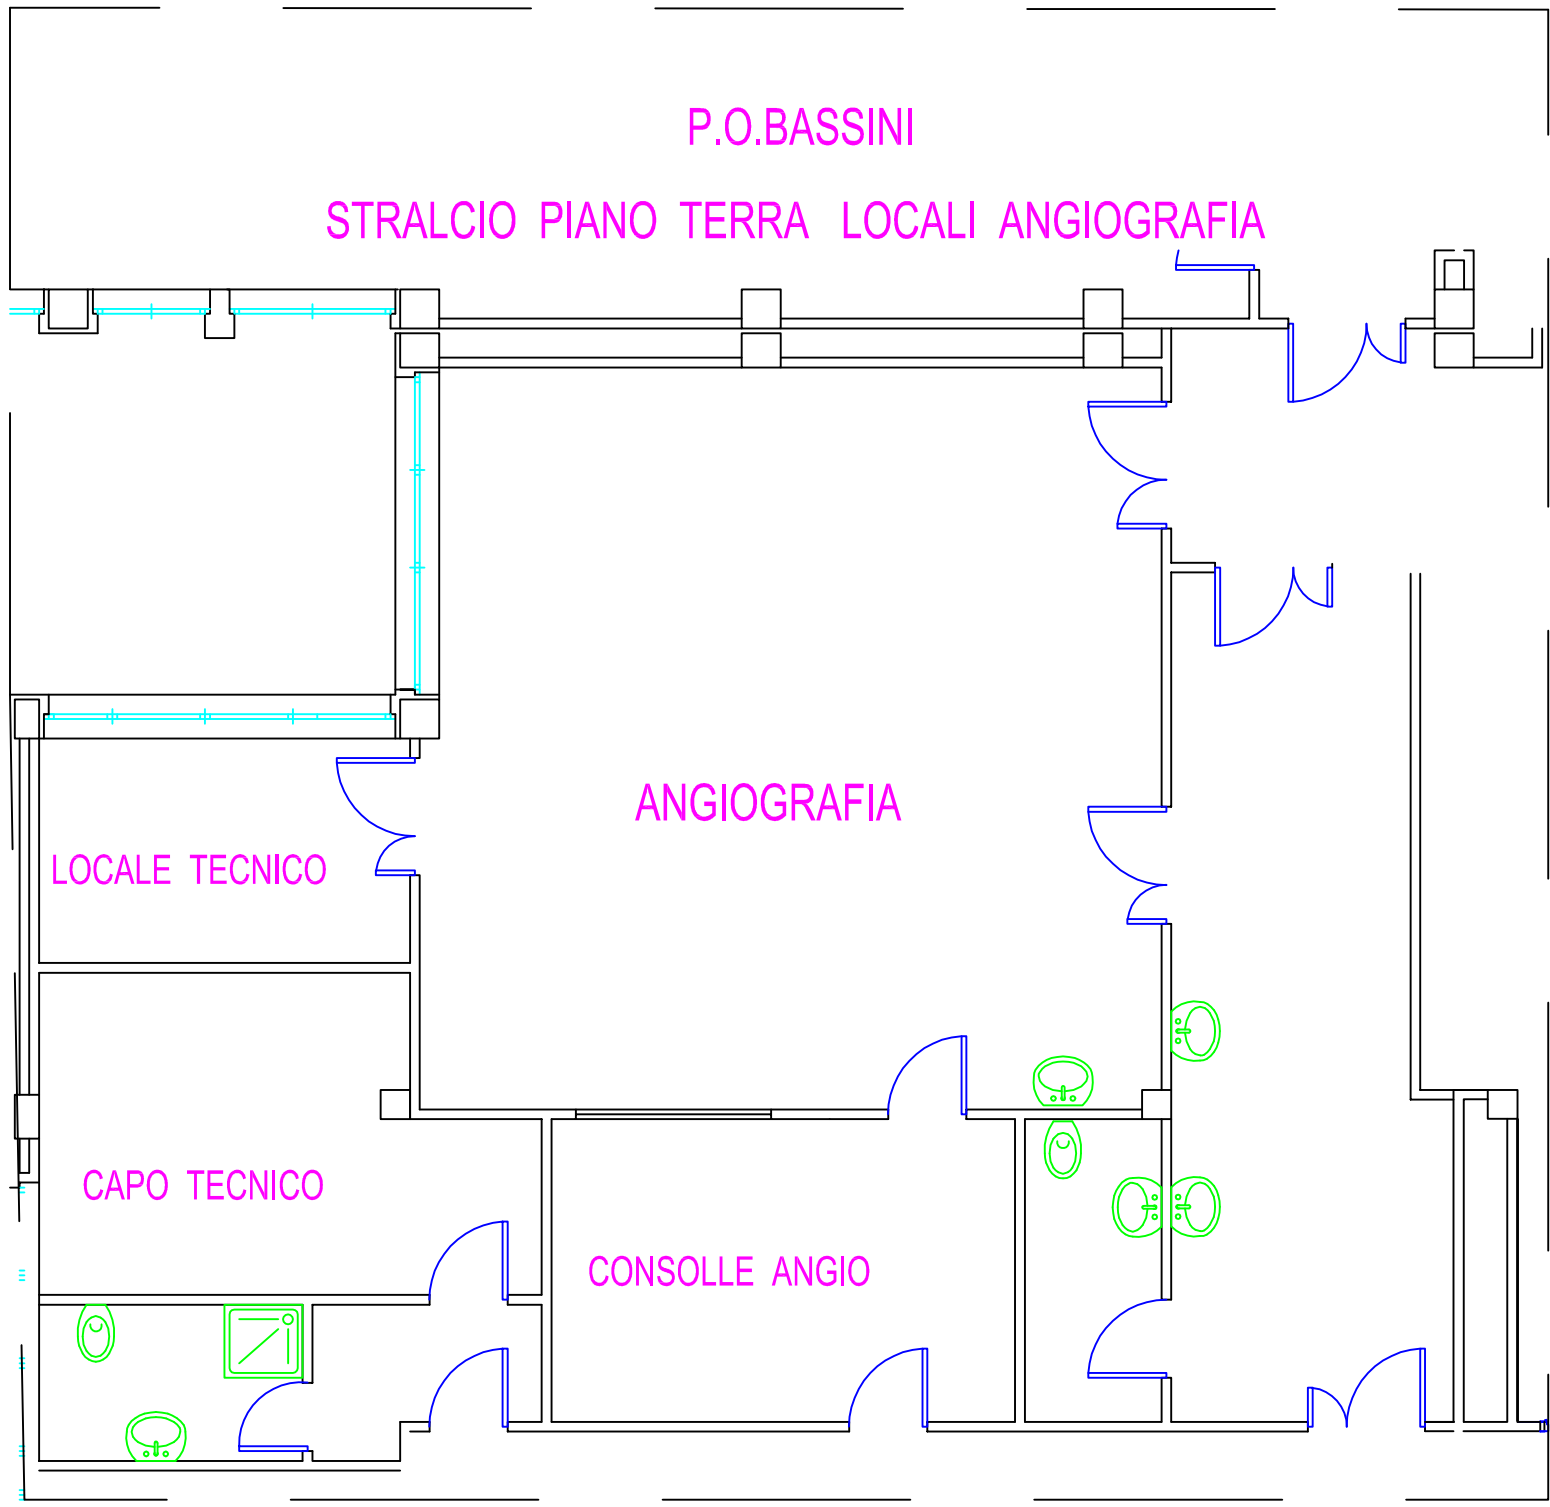 P.O.BASSINI
STRALCIO PIANO TERRA LOCALI ANGIOGRAFIA
ANGIOGRAFIA
LOCALE TECNICO
CAPO TECNICO
CONSOLLE ANGIO